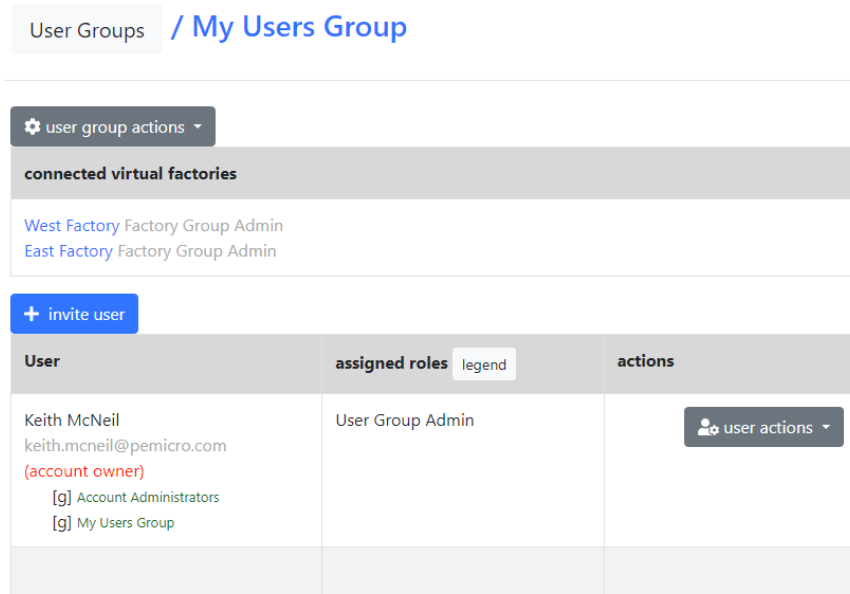 User Groups / My Users Group
user group actions
connected virtual factories
West Factory Factory Group Admin
East Factory Factory Group Admin
+ invite user
User assigned roles legend actions
Keith McNeil User Group Admin user actions
keith.mcneil@pemicro.com
(account owner)
[g] Account Administrators
[g] My Users Group